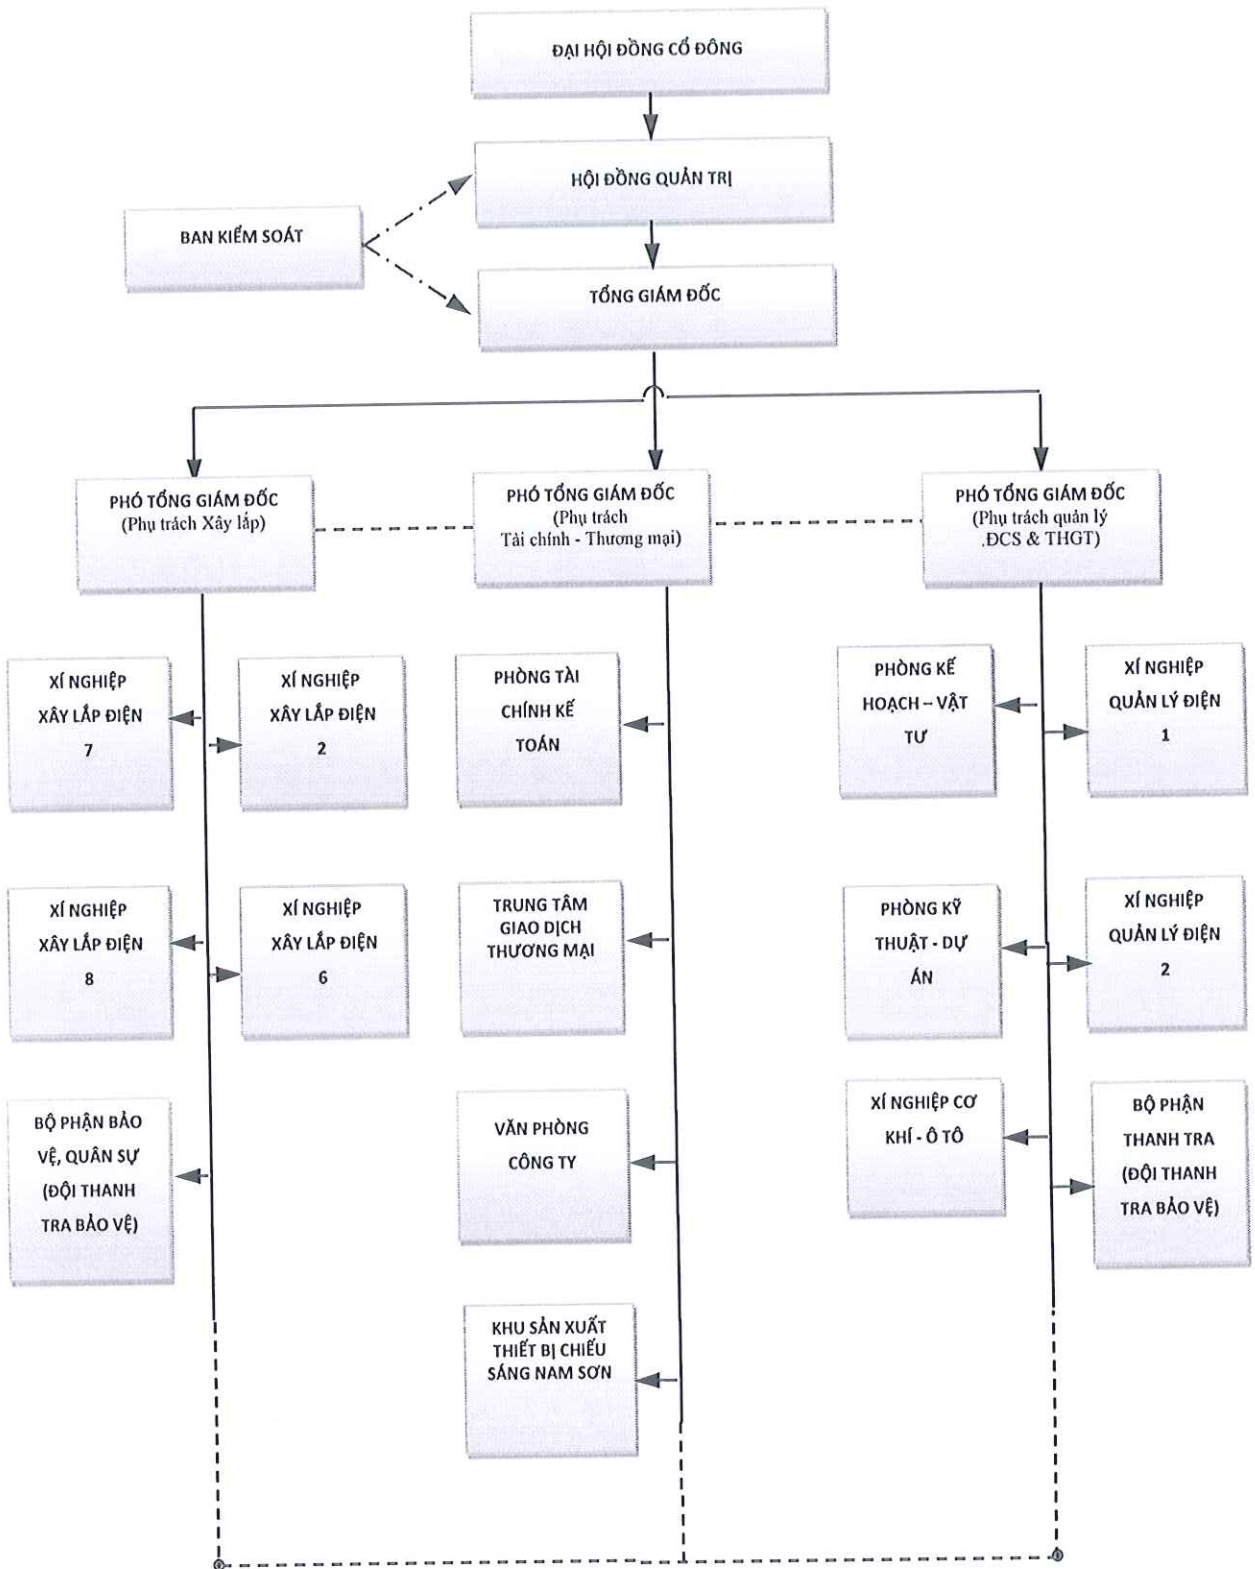 ĐẠI HỘI ĐỒNG CỔ ĐÔNG
HỘI ĐỒNG QUẢN TRỊ
BAN KIỂM SOÁT
TỔNG GIÁM ĐỐC
PHÓ TỔNG GIÁM ĐỐC
(Phụ trách Xây lắp)
PHÓ TỔNG GIÁM ĐỐC
(Phụ trách
Tài chính - Thương mại)
PHÓ TỔNG GIÁM ĐỐC
(Phụ trách quản lý
.ĐCS & THGT)
XÍ NGHIỆP
XÂY LẮP ĐIỆN
7
XÍ NGHIỆP
XÂY LẮP ĐIỆN
2
PHÒNG TÀI
CHÍNH KẾ
TOÁN
PHÒNG KẾ
HOẠCH – VẬT
TƯ
XÍ NGHIỆP
QUẢN LÝ ĐIỆN
1
XÍ NGHIỆP
XÂY LẮP ĐIỆN
8
XÍ NGHIỆP
XÂY LẮP ĐIỆN
6
TRUNG TÂM
GIAO DỊCH
THƯƠNG MẠI
PHÒNG KỸ
THUẬT - DỰ
ÁN
XÍ NGHIỆP
QUẢN LÝ ĐIỆN
2
BỘ PHẬN BẢO
VỆ, QUÂN SỰ
(ĐỘI THANH
TRA BẢO VỆ)
VĂN PHÒNG
CÔNG TY
XÍ NGHIỆP CƠ
KHÍ - Ô TÔ
BỘ PHẬN
THANH TRA
(ĐỘI THANH
TRA BẢO VỆ)
KHU SẢN XUẤT
THIẾT BỊ CHIẾU
SÁNG NAM SƠN